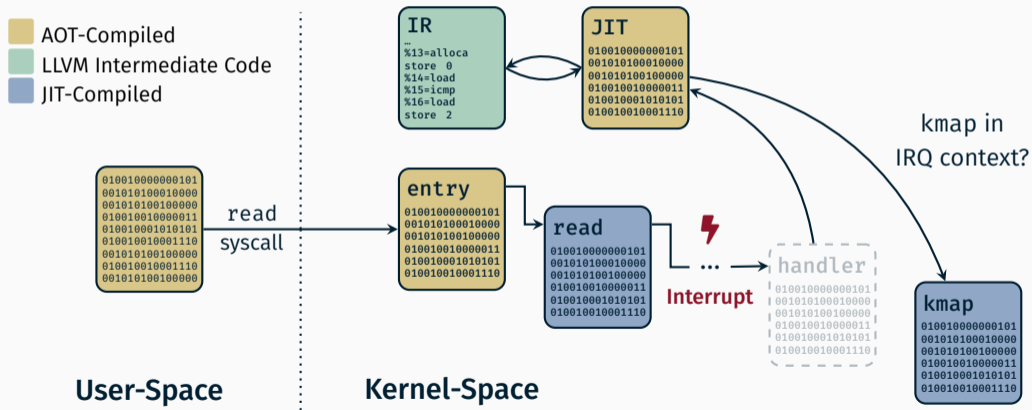 AOT-Compiled
LLVM Intermediate Code
JIT-Compiled
IR
…
%13=alloca
store 0
%14=load
%15=icmp
%16=load
store 2
JIT
010010000000101
001010100010000
001010100100000
010010010000011
010010001010101
010010010001110
kmap in
IRQ context?
010010000000101
001010100010000
001010100100000
010010010000011
010010001010101
010010010001110
001010100100000
010010010001110
001010100100000
read
syscall
entry
010010000000101
001010100010000
001010100100000
010010010000011
010010001010101
010010010001110
read
010010000000101
001010100010000
001010100100000
010010010000011
010010001010101
010010010001110
...
Interrupt
handler
010010000000101
001010100010000
001010100100000
010010010000011
010010001010101
010010010001110
kmap
010010000000101
001010100010000
001010100100000
010010010000011
010010001010101
010010010001110
User-Space
Kernel-Space